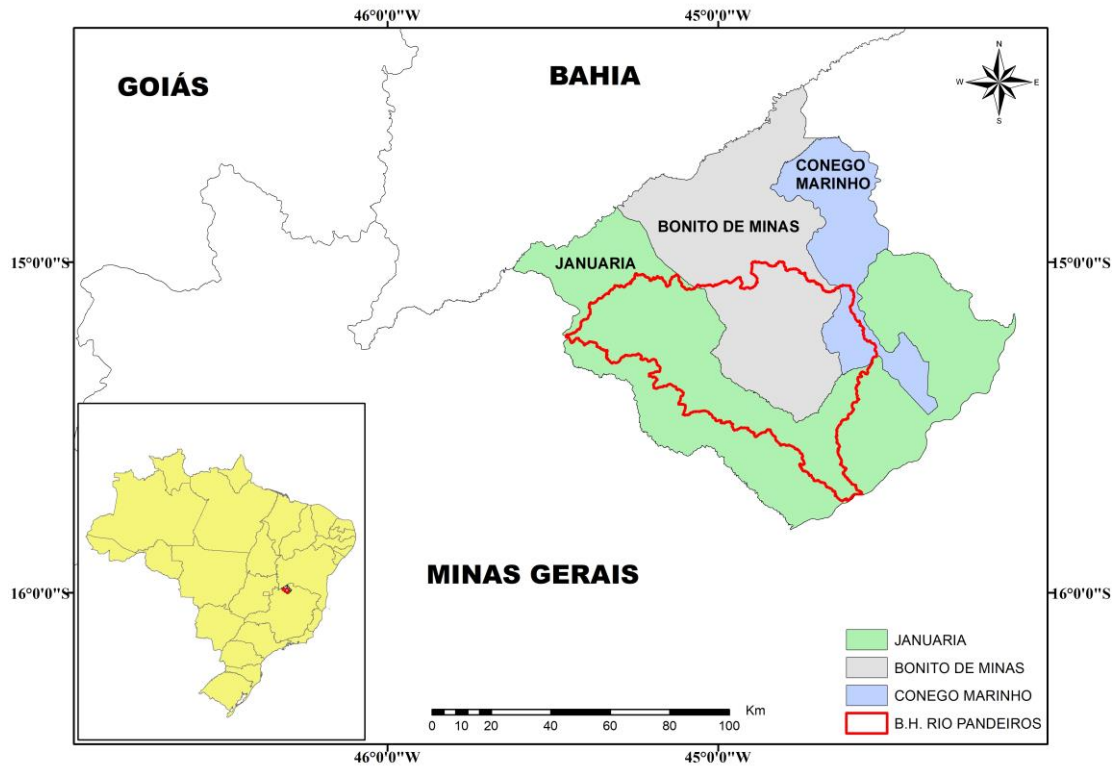 46°0'0"W
45°0'0"W
GOIÁS
BAHIA
N
W
E
S
CONEGO
MARINHO
BONITO DE MINAS
JANUARIA
15°0'0"S
15°0'0"S
MINAS GERAIS
16°0'0"S
16°0'0"S
JANUARIA
BONITO DE MINAS
CONEGO MARINHO
B.H. RIO PANDEIROS
Km
0 10 20 40 60 80 100
46°0'0"W
45°0'0"W